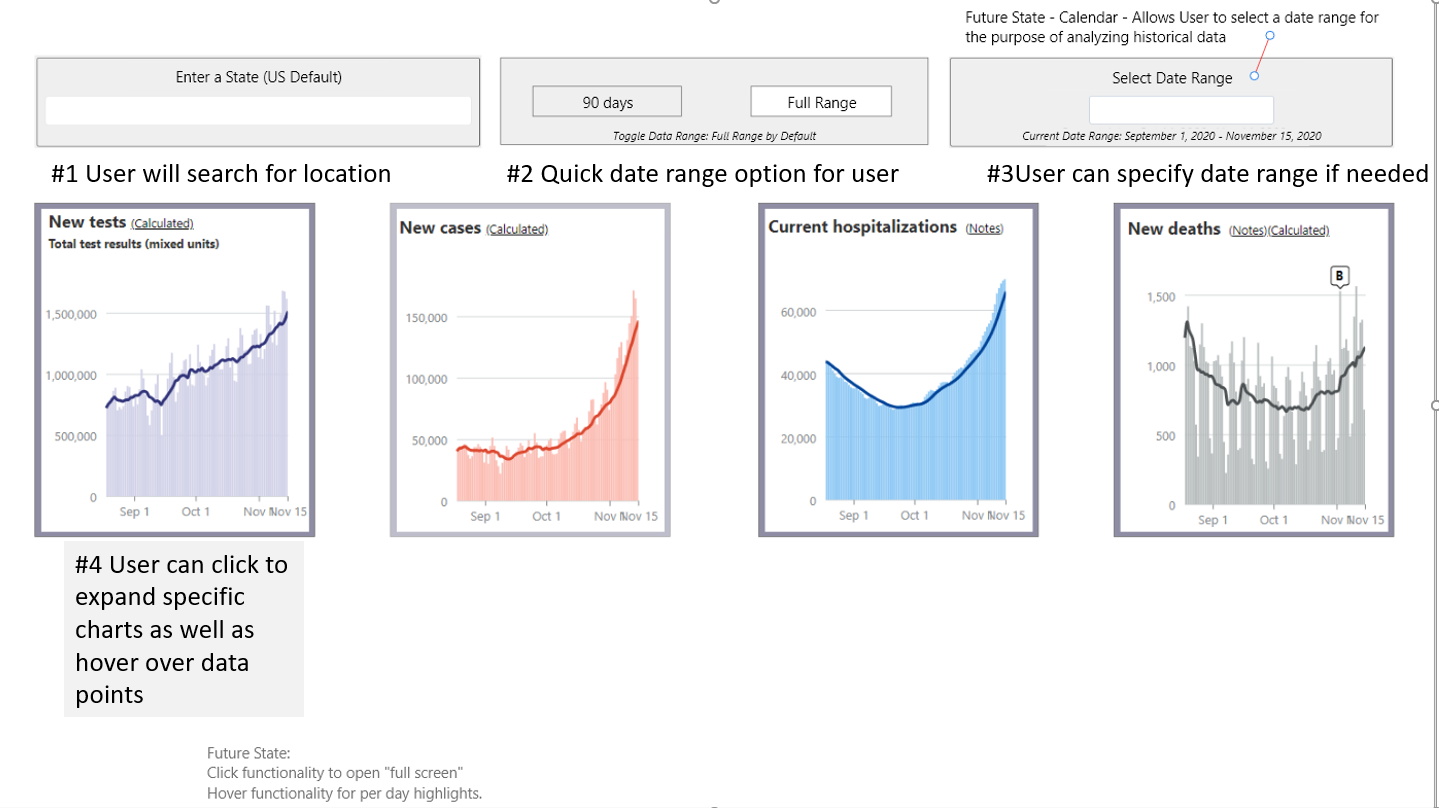 Future State - Calendar - Allows User to select a date range for
the purpose of analyzing historical data
Enter a State (US Default)
90 days
Full Range
Toggle Data Range: Full Range by Default
Select Date Range
Current Date Range: September 1, 2020 - November 15, 2020
#1 User will search for location
#2 Quick date range option for user
#3User can specify date range if needed
New tests (Calculated)
Total test results (mixed units)
1,500,000
1,000,000
500,000
0
Sep 1 Oct 1 Nov 1 Nov 15
New cases (Calculated)
150,000
100,000
50,000
0
Sep 1 Oct 1 Nov 1 Nov 15
Current hospitalizations (Notes)
60,000
40,000
20,000
0
Sep 1 Oct 1 Nov 1 Nov 15
New deaths (Notes)(Calculated)
B
1,500
1,000
500
0
Sep 1 Oct 1 Nov 1 Nov 15
#4 User can click to
expand specific
charts as well as
hover over data
points
Future State:
Click functionality to open "full screen"
Hover functionality for per day highlights.